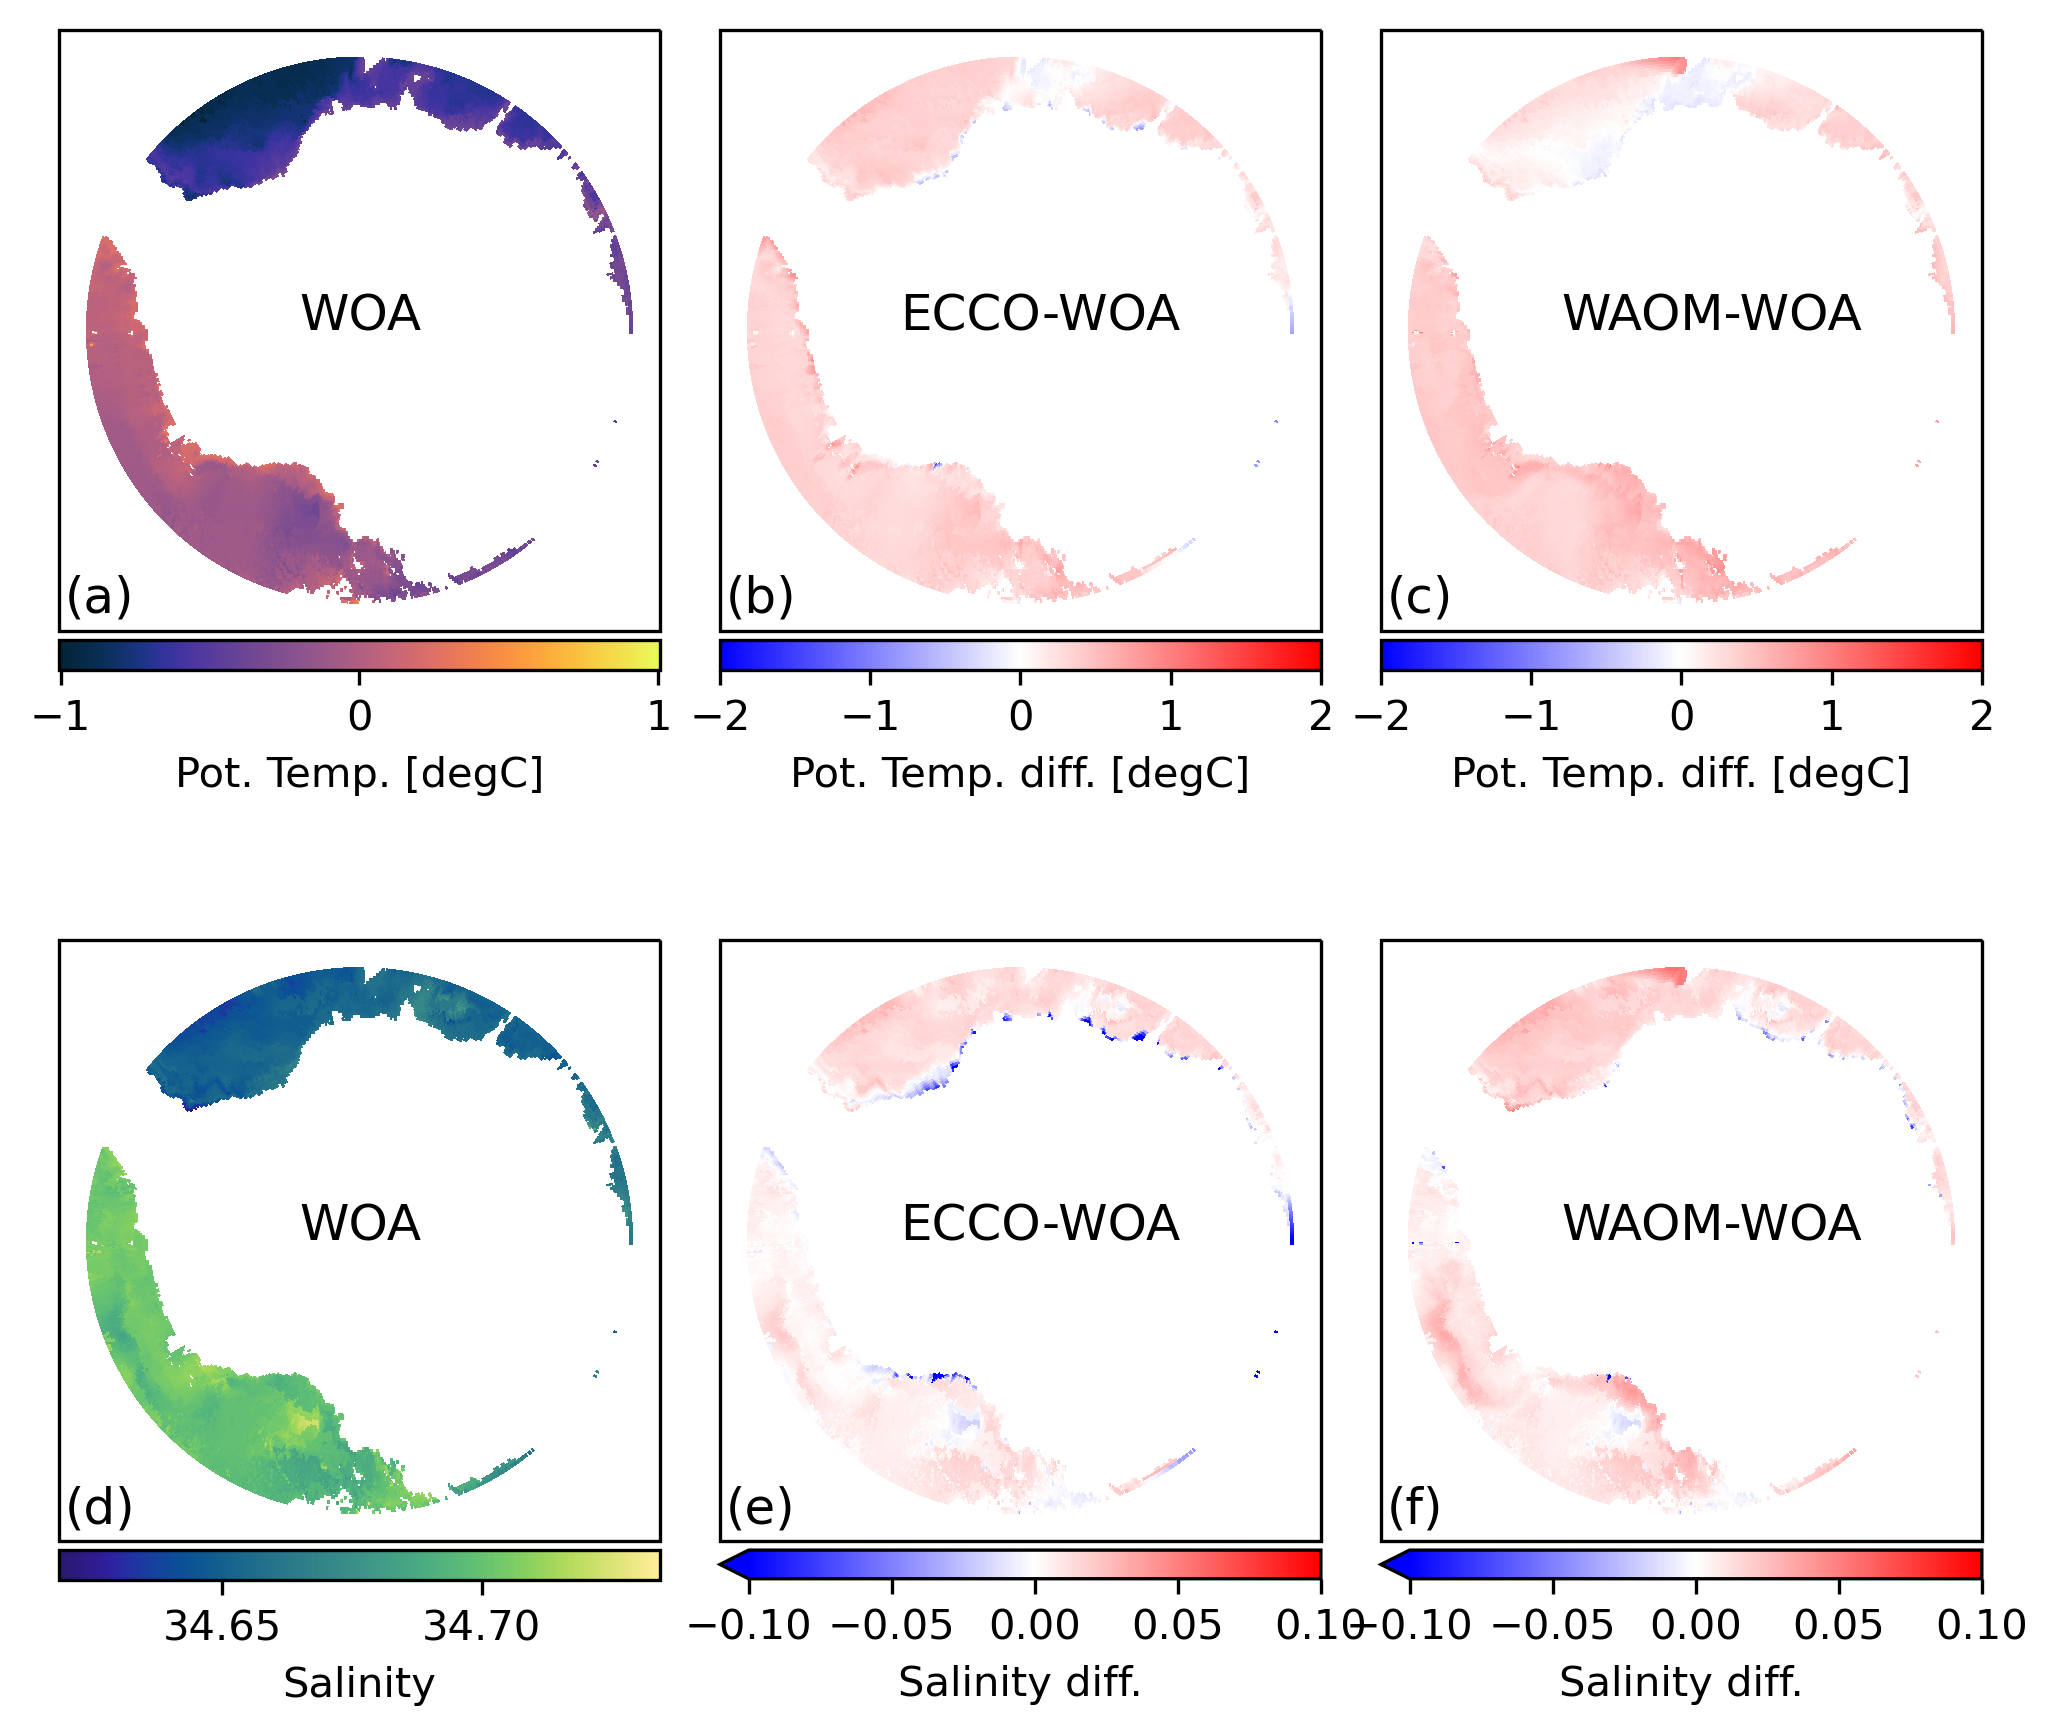 WOA
ECCO-WOA
WAOM-WOA
(a)
(b)
(c)
−1 0 1
−2 −1 0 1 2
−2 −1 0 1 2
Pot. Temp. [degC]
Pot. Temp. diff. [degC]
Pot. Temp. diff. [degC]
WOA
ECCO-WOA
WAOM-WOA
(d)
(e)
(f)
34.65 34.70
−0.10 −0.05 0.00 0.05 0.10
−0.10 −0.05 0.00 0.05 0.10
Salinity
Salinity diff.
Salinity diff.